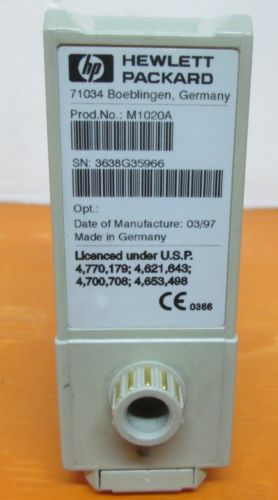 hp HEWLETT
PACKARD
71034 Boeblingen, Germany
Prod.No.: M1020A
SN: 3638G35966
Opt.:
Date of Manufacture: 03/97
Made in Germany
Licenced under U.S.P.
4,770,179; 4,621,643;
4,700,708; 4,653,498
CE 0366